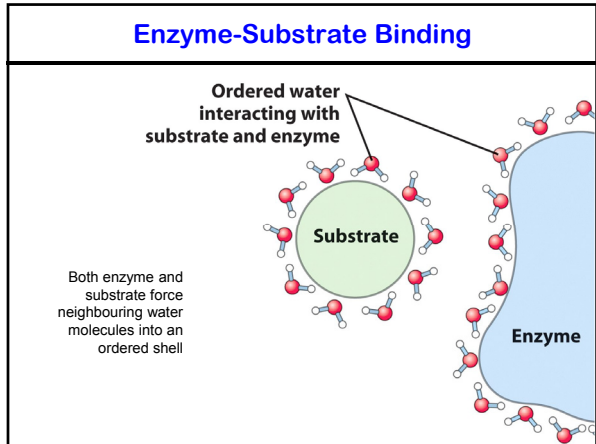 Enzyme-Substrate Binding
Ordered water
interacting with
substrate and enzyme
Substrate
Both enzyme and
substrate force
neighbouring water
molecules into an
ordered shell
Enzyme